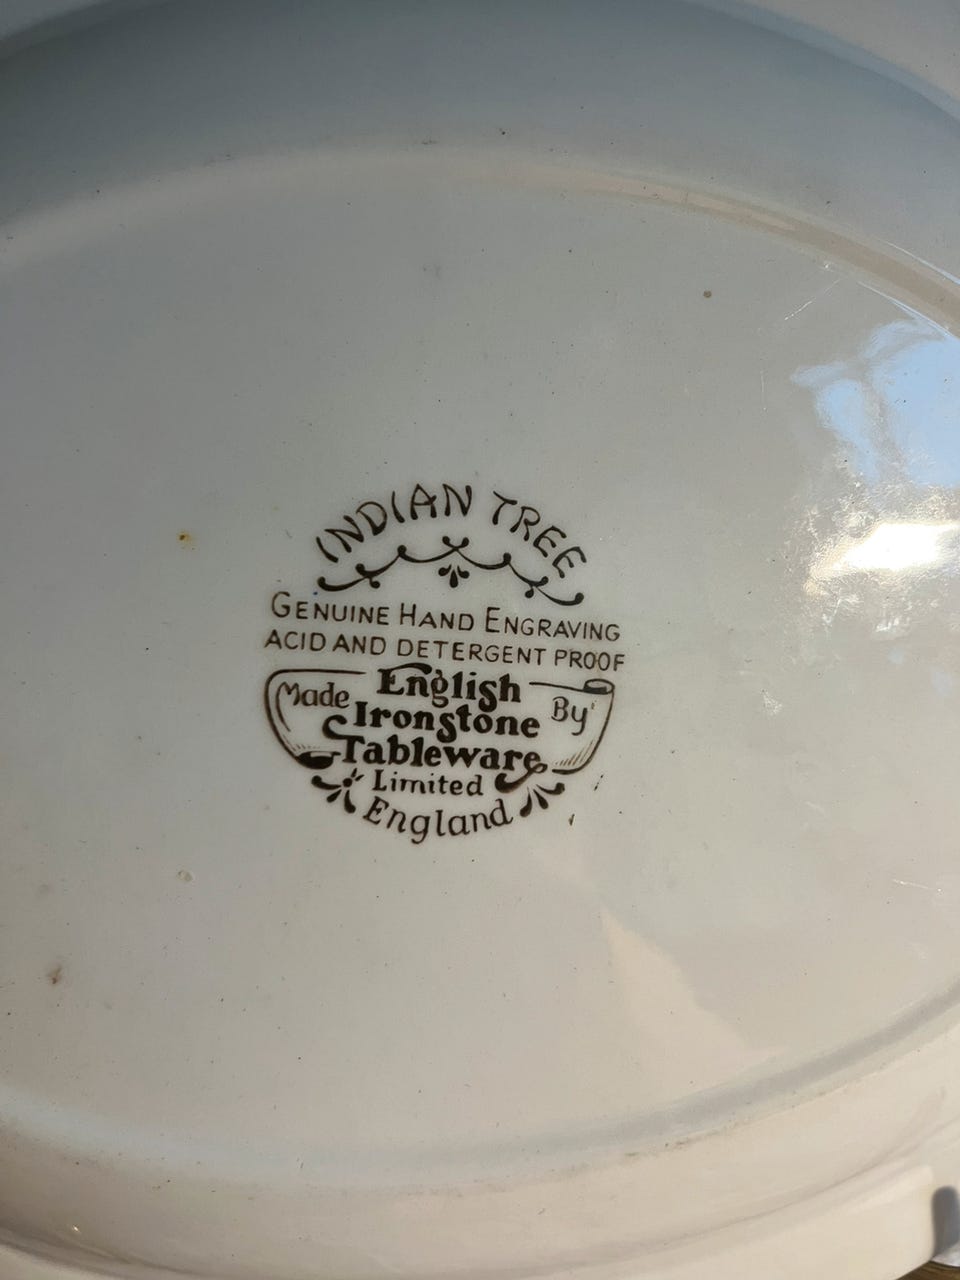 INDIAN TREE
GENUINE HAND ENGRAVING
ACID AND DETERGENT PROOF
Made English By
Ironstone
Tableware
Limited
England